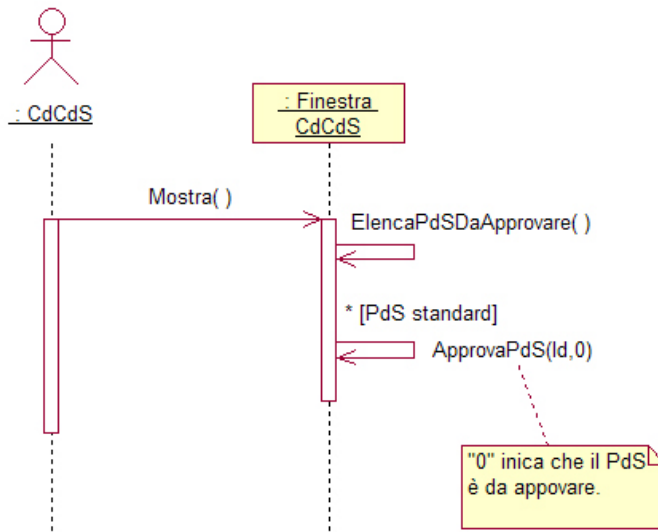 : CdCdS
: Finestra
CdCdS
Mostra( )
ElencaPdSDaApprovare( )
* [PdS standard]
ApprovaPdS(Id,0)
"0" inica che il PdS
è da appovare.